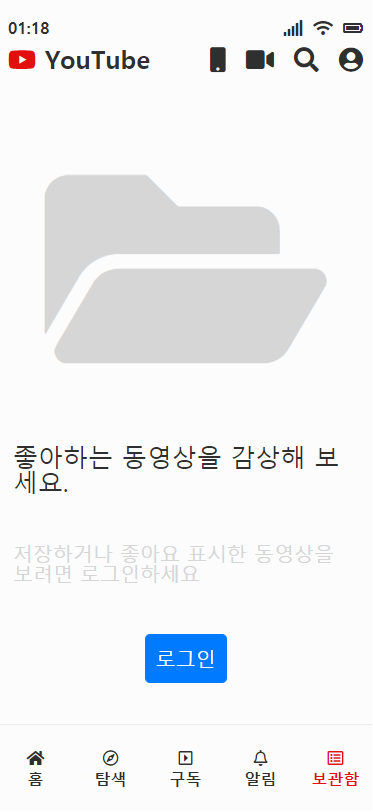 01:18
YouTube
좋아하는 동영상을 감상해 보
세요.
저장하거나 좋아요 표시한 동영상을
보려면 로그인하세요
로그인
홈 탐색 구독 알림 보관함